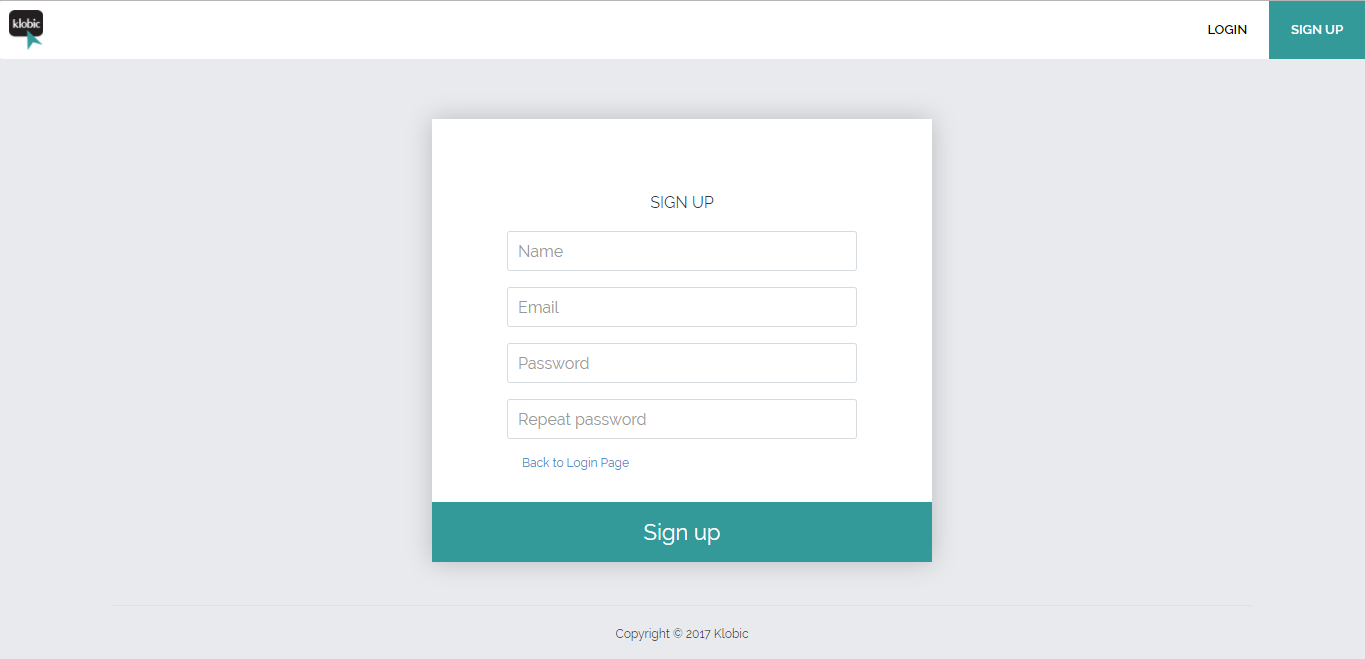 klobic
LOGIN
SIGN UP
SIGN UP
Name
Email
Password
Repeat password
Back to Login Page
Sign up
Copyright © 2017 Klobic